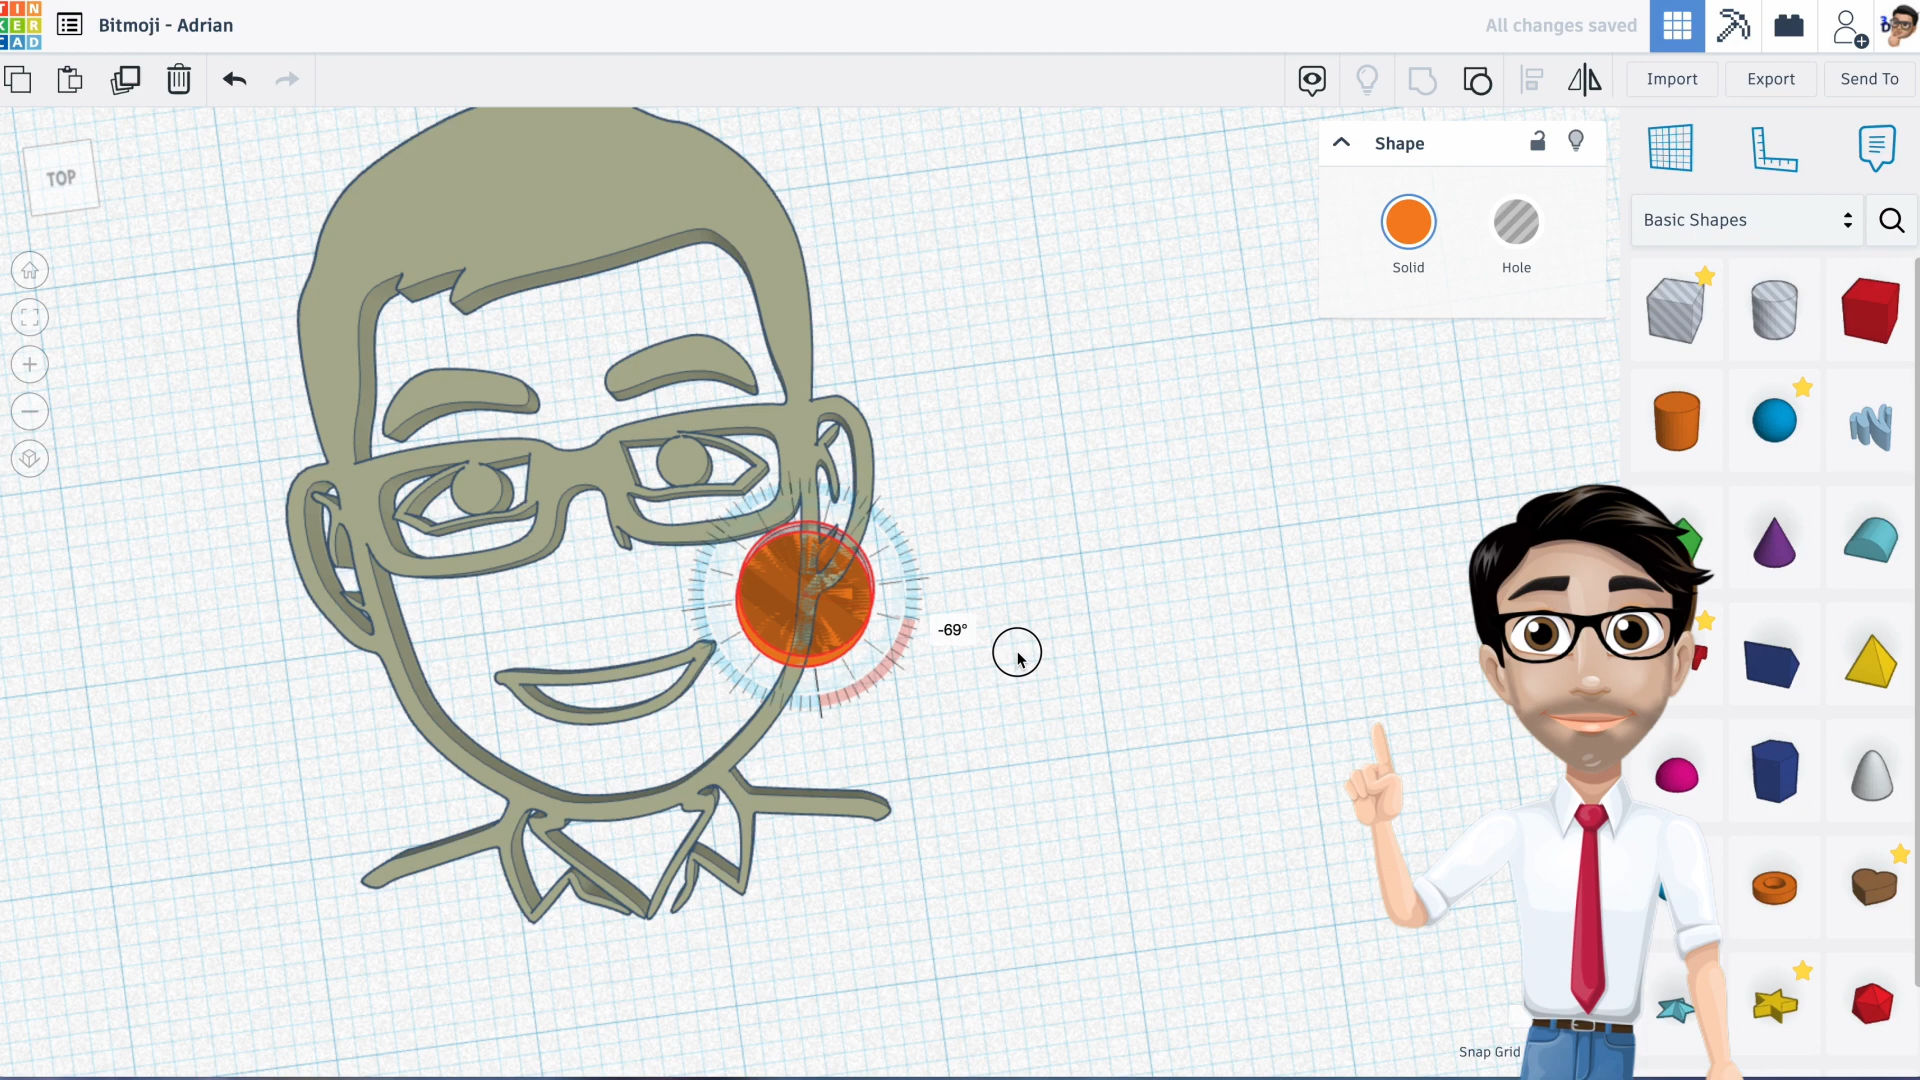 TIN
KER
CAD
Bitmoji - Adrian
All changes saved
Import
Export
Send To
TOP
Shape
Solid
Hole
Basic Shapes
-69°
Snap Grid